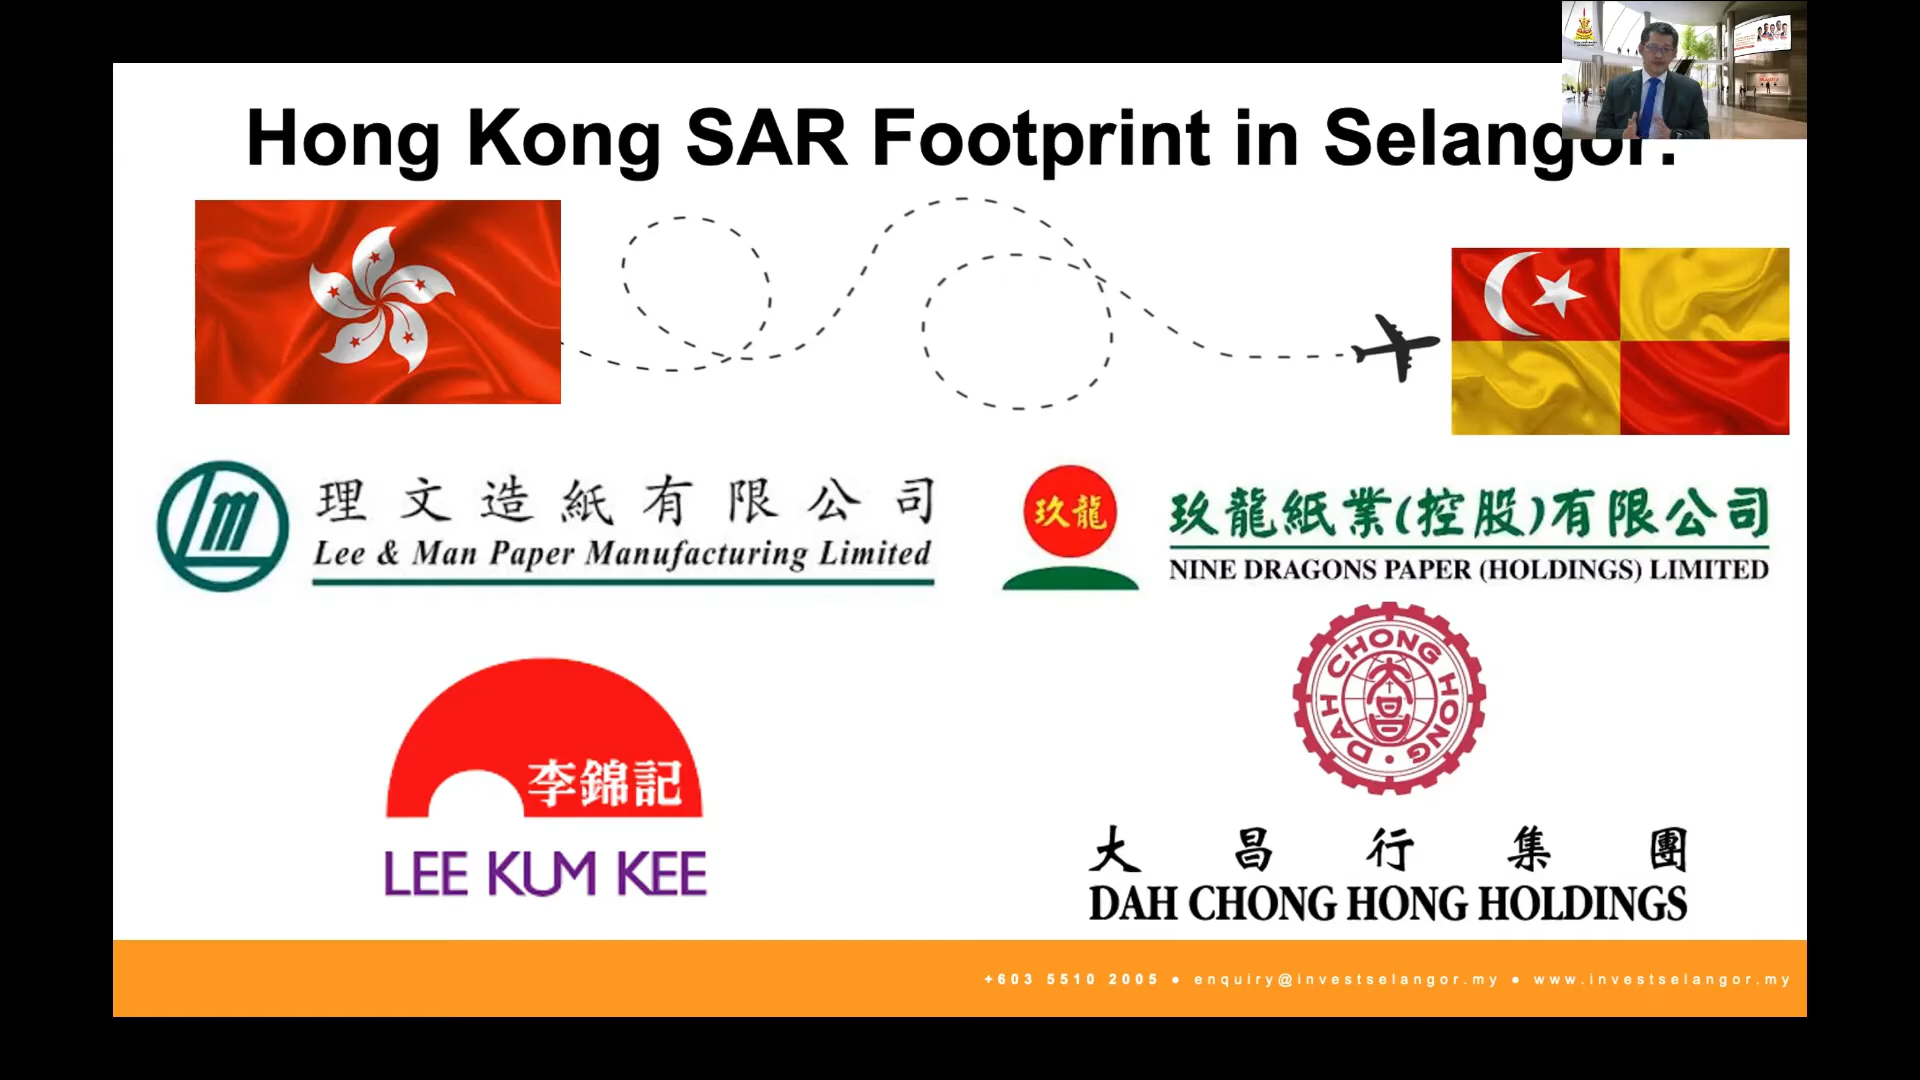 Hong Kong SAR Footprint in Selangor:
理文造紙有限公司
Lee & Man Paper Manufacturing Limited
玖龍
玖龍紙業(控股)有限公司
NINE DRAGONS PAPER (HOLDINGS) LIMITED
李錦記
LEE KUM KEE
DAH CHONG HONG
大昌
大昌行集團
DAH CHONG HONG HOLDINGS
+603 5510 2005 ● enquiry@investselangor.my ● www.investselangor.my